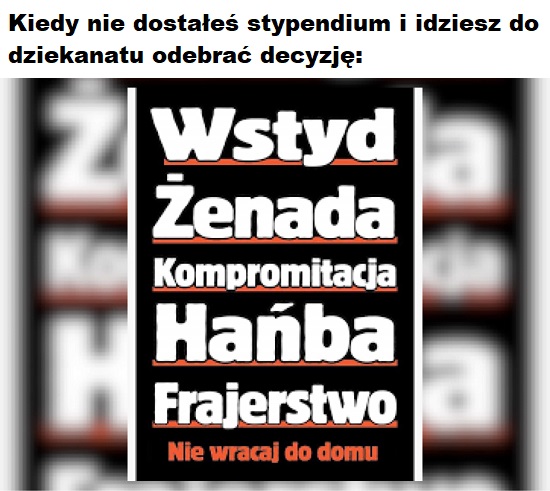 Kiedy nie dostałeś stypendium i idziesz do
dziekanatu odebrać decyzję:
Wstyd
Żenada
Kompromitacja
Hańba
Frajerstwo
Nie wracaj do domu